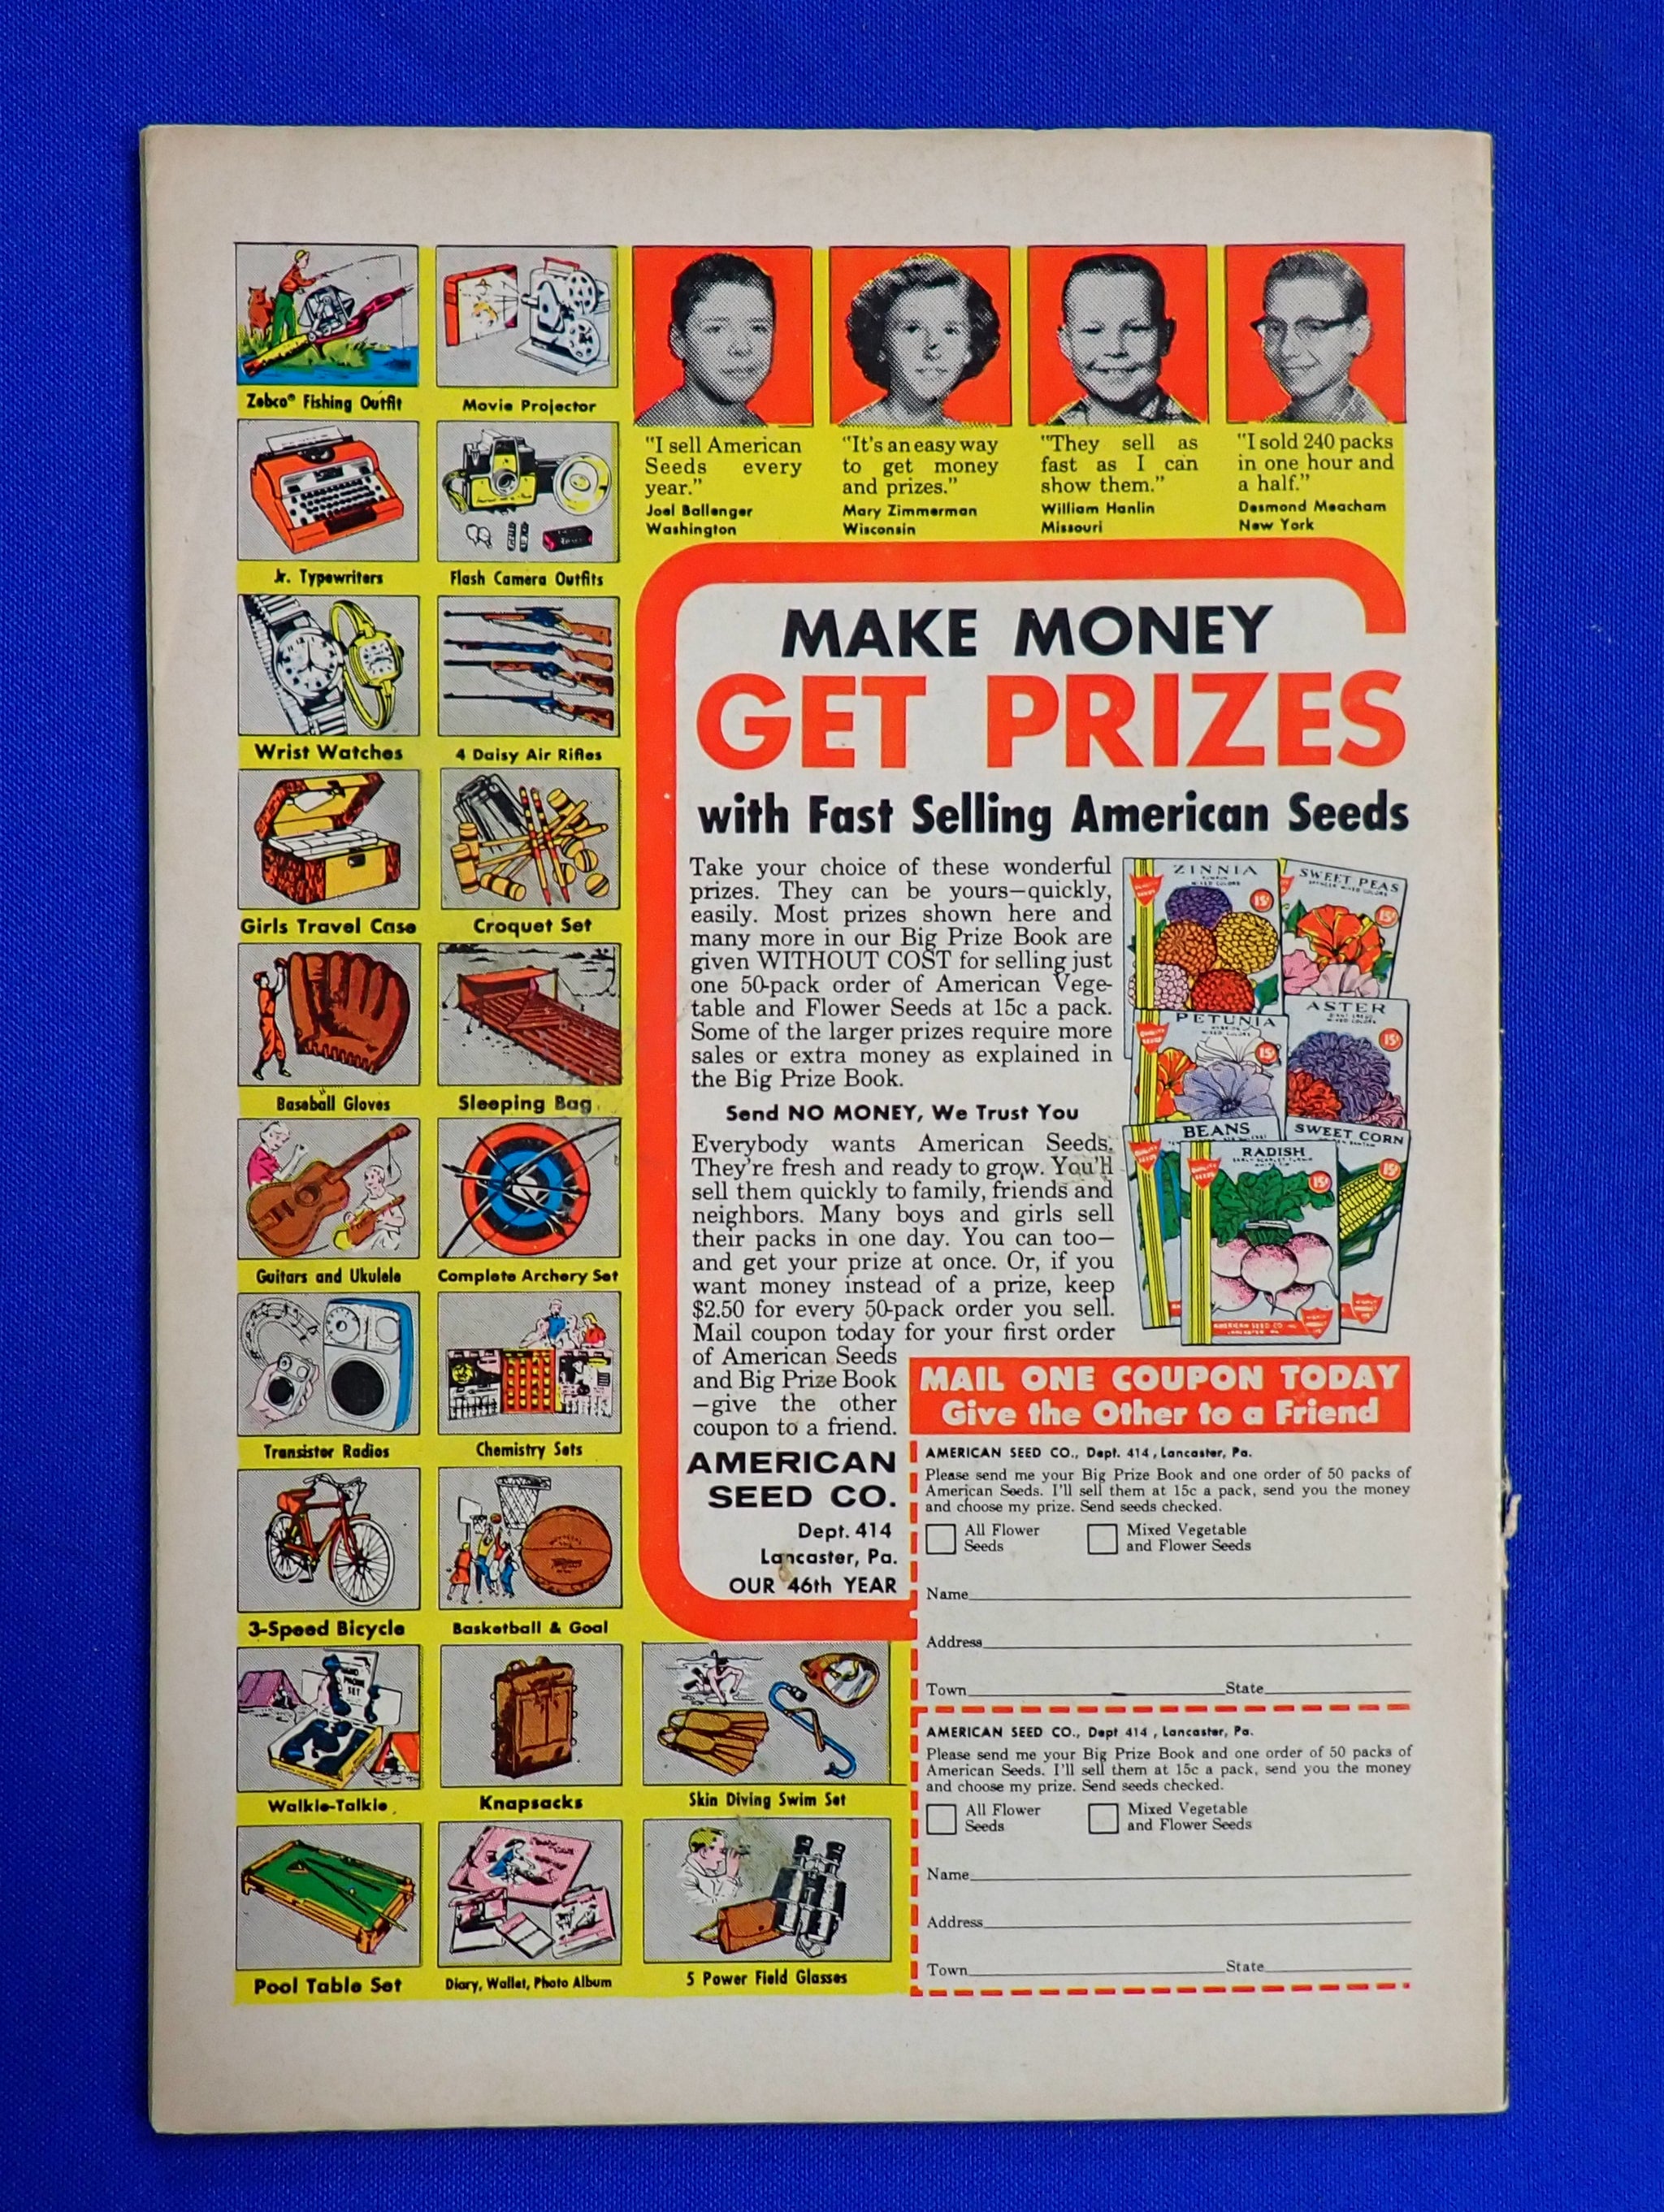 Zebco® Fishing Outfit
Movie Projector
Jr. Typewriters
Flash Camera Outfits
Wrist Watches
4 Daisy Air Rifles
Girls Travel Case
Croquet Set
Baseball Gloves
Sleeping Bag
Guitars and Ukulele
Complete Archery Set
Transistor Radios
Chemistry Sets
3-Speed Bicycle
Basketball & Goal
PHONE
SET
Walkie-Talkie
Knapsacks
Skin Diving Swim Set
Pool Table Set
Diary, Wallet, Photo Album
5 Power Field Glasses
"I sell American
Seeds every
year."
Joel Ballenger
Washington
"It's an easy way
to get money
and prizes."
Mary Zimmerman
Wisconsin
"They sell as
fast as I can
show them."
William Hanlin
Missouri
"I sold 240 packs
in one hour and
a half."
Desmond Meacham
New York
MAKE MONEY
GET PRIZES
with Fast Selling American Seeds
Take your choice of these wonderful
prizes. They can be yours—quickly,
easily. Most prizes shown here and
many more in our Big Prize Book are
given WITHOUT COST for selling just
one 50-pack order of American Vege-
table and Flower Seeds at 15c a pack.
Some of the larger prizes require more
sales or extra money as explained in
the Big Prize Book.
Send NO MONEY, We Trust You
Everybody wants American Seeds.
They're fresh and ready to grow. You'll
sell them quickly to family, friends and
neighbors. Many boys and girls sell
their packs in one day. You can too—
and get your prize at once. Or, if you
want money instead of a prize, keep
$2.50 for every 50-pack order you sell.
Mail coupon today for your first order
of American Seeds
and Big Prize Book
—give the other
coupon to a friend.
AMERICAN
SEED CO.
Dept. 414
Lancaster, Pa.
OUR 46th YEAR
ZINNIA
MIXED COLORS
15¢
SWEET PEAS
MIXED COLORS
15¢
PETUNIA
15¢
ASTER
MIXED COLORS
15¢
BEANS
SWEET CORN
15¢
RADISH
15¢
AMERICAN SEED CO.
MAIL ONE COUPON TODAY
Give the Other to a Friend
AMERICAN SEED CO., Dept. 414, Lancaster, Pa.
Please send me your Big Prize Book and one order of 50 packs of
American Seeds. I'll sell them at 15c a pack, send you the money
and choose my prize. Send seeds checked.
All Flower
Seeds
Mixed Vegetable
and Flower Seeds
Name
Address
Town State
AMERICAN SEED CO., Dept 414, Lancaster, Pa.
Please send me your Big Prize Book and one order of 50 packs of
American Seeds. I'll sell them at 15c a pack, send you the money
and choose my prize. Send seeds checked.
All Flower
Seeds
Mixed Vegetable
and Flower Seeds
Name
Address
Town State